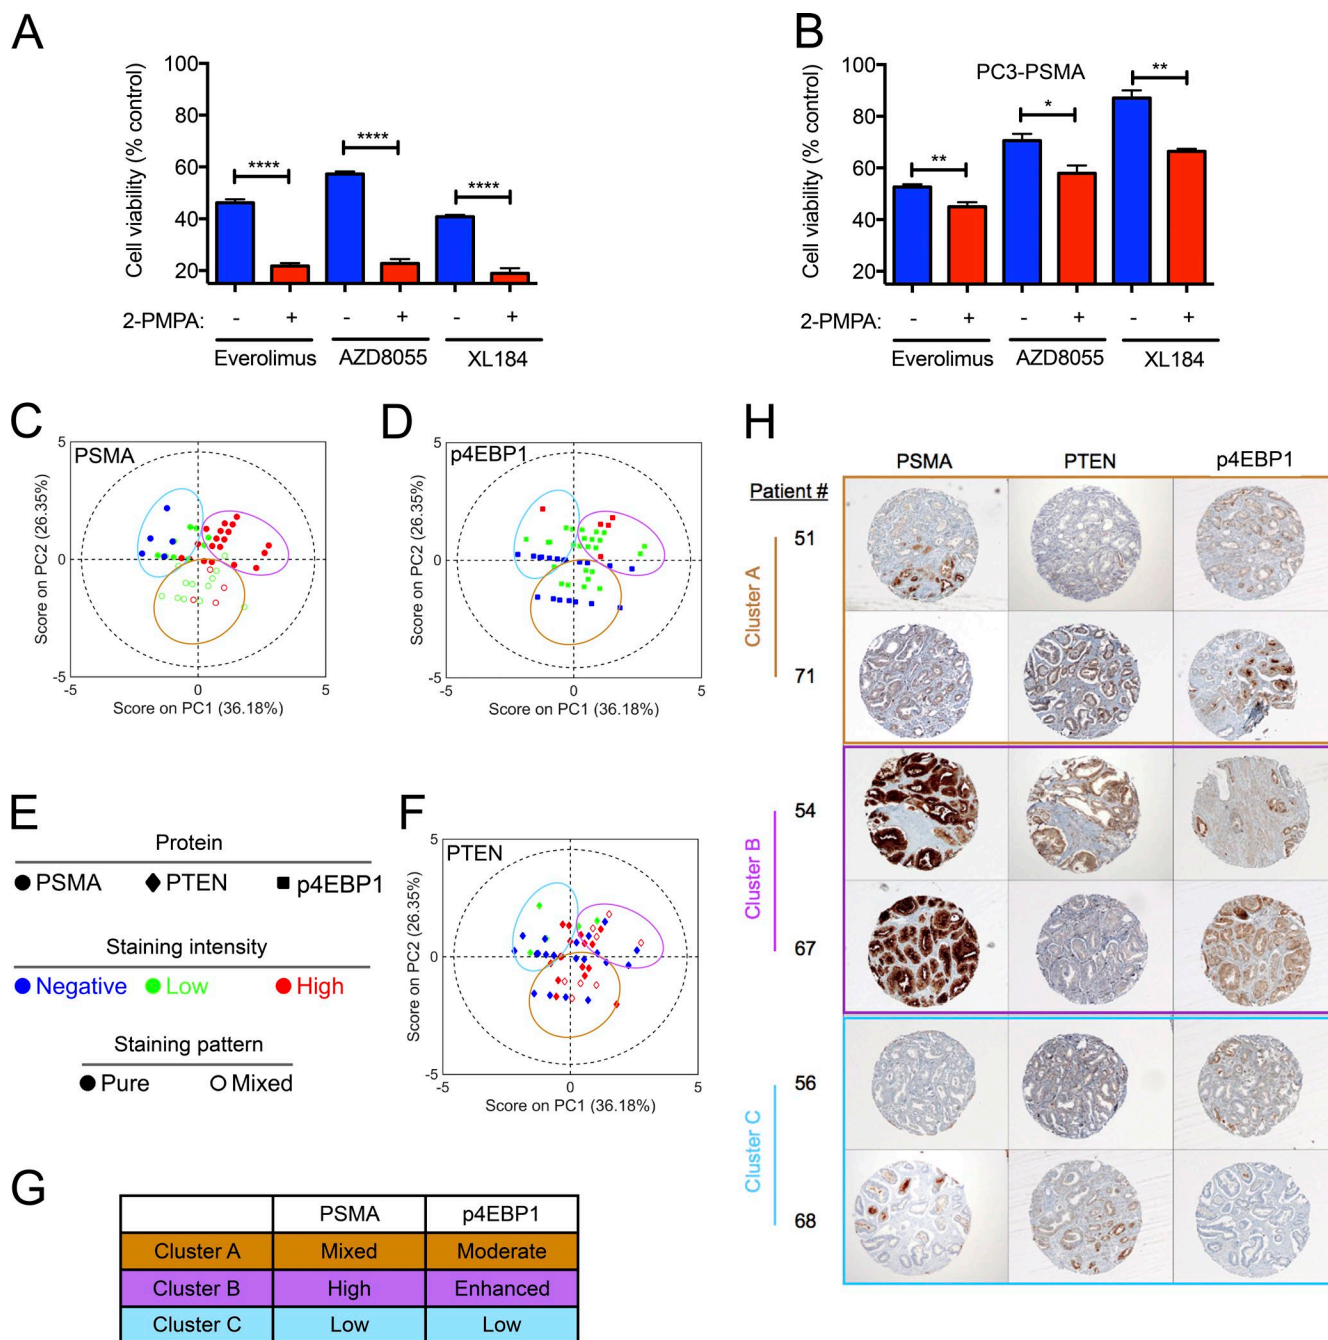 A
Cell viability (% control)
100
80
60
40
20
****
****
****
2-PMPA: - + - + - +
Everolimus AZD8055 XL184
B
PC3-PSMA
Cell viability (% control)
100
80
60
40
20
**
*
**
2-PMPA: - + - + - +
Everolimus AZD8055 XL184
C
PSMA
Score on PC2 (26.35%)
5
0
-5
-5 0 5
Score on PC1 (36.18%)
D
p4EBP1
Score on PC2 (26.35%)
5
0
-5
-5 0 5
Score on PC1 (36.18%)
E
Protein
PSMA PTEN p4EBP1
Staining intensity
Negative Low High
Staining pattern
Pure Mixed
F
PTEN
Score on PC2 (26.35%)
5
0
-5
-5 0 5
Score on PC1 (36.18%)
G
PSMA p4EBP1
Cluster A Mixed Moderate
Cluster B High Enhanced
Cluster C Low Low
H
PSMA PTEN p4EBP1
Patient #
Cluster A
51
71
Cluster B
54
67
Cluster C
56
68